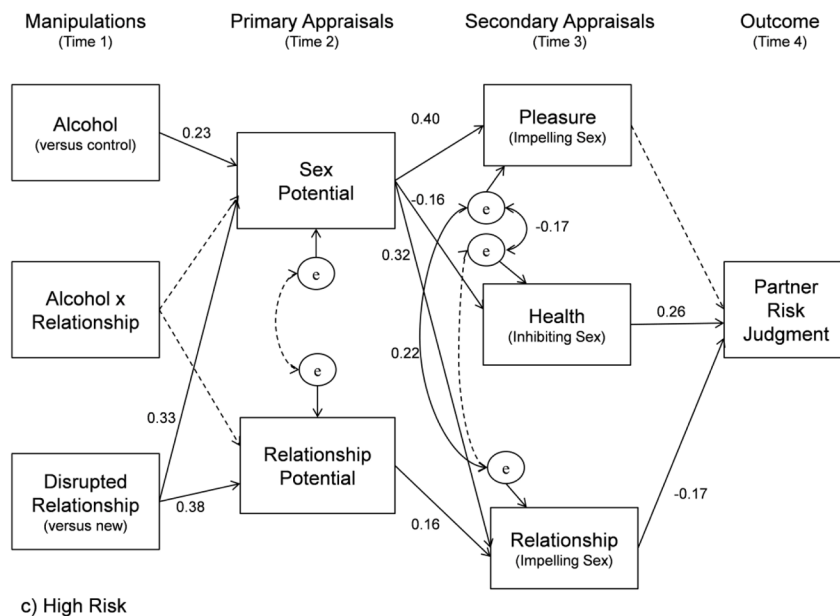 Manipulations
(Time 1)
Primary Appraisals
(Time 2)
Secondary Appraisals
(Time 3)
Outcome
(Time 4)
Alcohol
(versus control)
0.23
Sex
Potential
0.40
Pleasure
(Impelling Sex)
-0.16
e
-0.17
e
0.32
e
Alcohol x
Relationship
Health
(Inhibiting Sex)
0.26
Partner
Risk
Judgment
0.22
e
0.33
Relationship
Potential
e
Disrupted
Relationship
(versus new)
0.38
0.16
-0.17
Relationship
(Impelling Sex)
c) High Risk